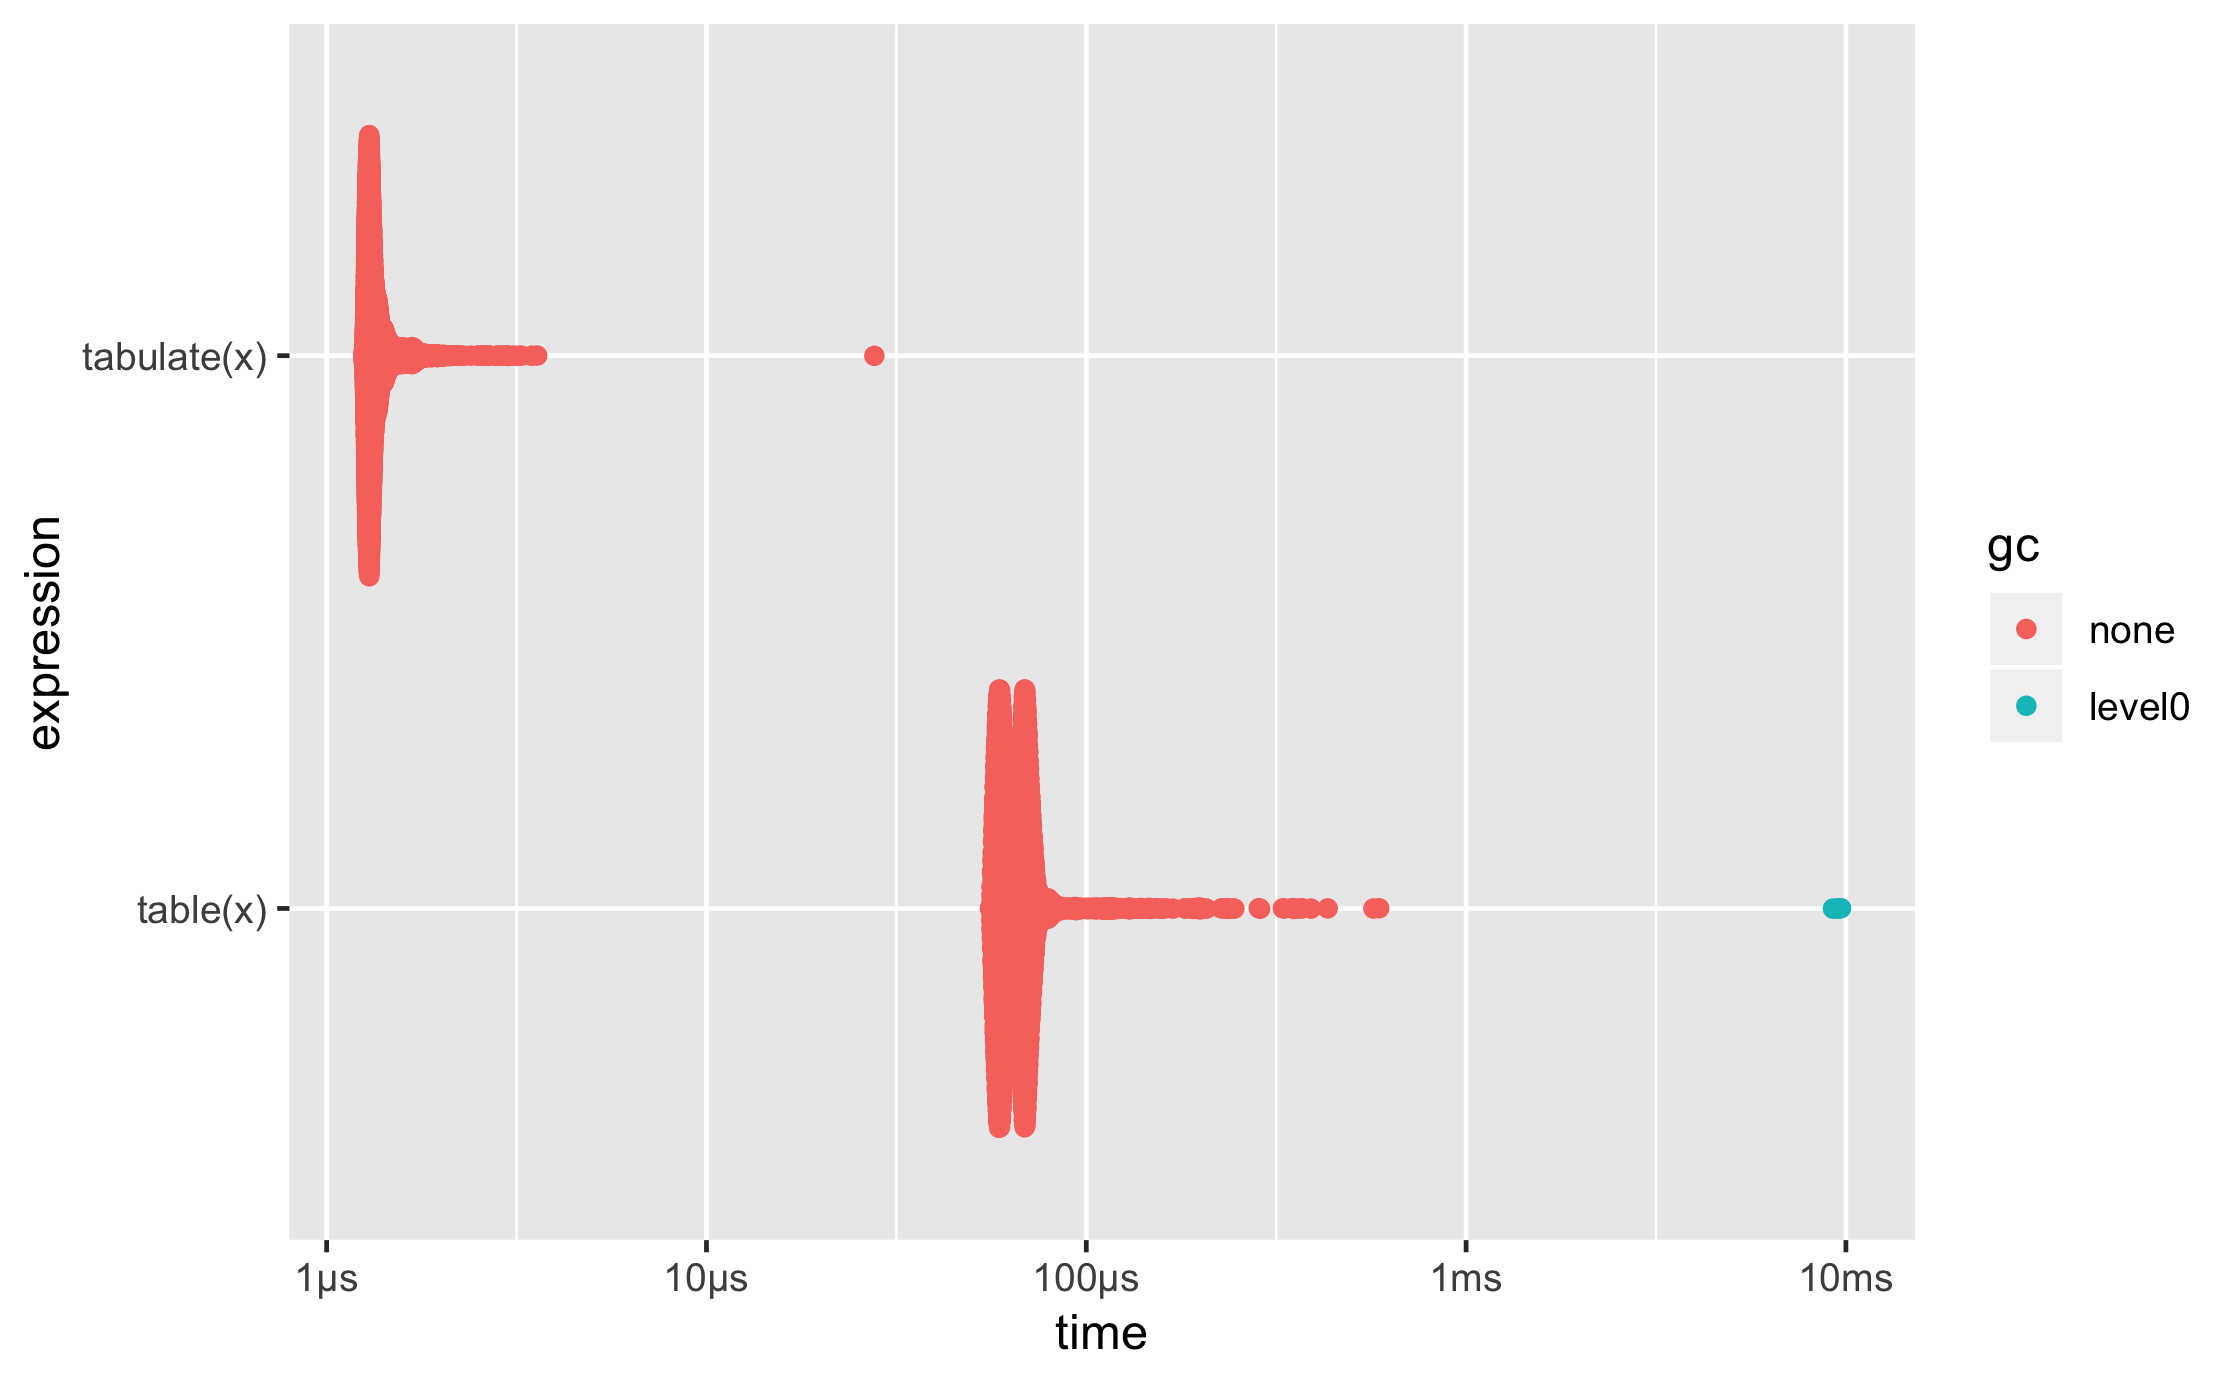 expression
tabulate(x)
table(x)
1µs
10µs
100µs
1ms
10ms
time
gc
none
level0